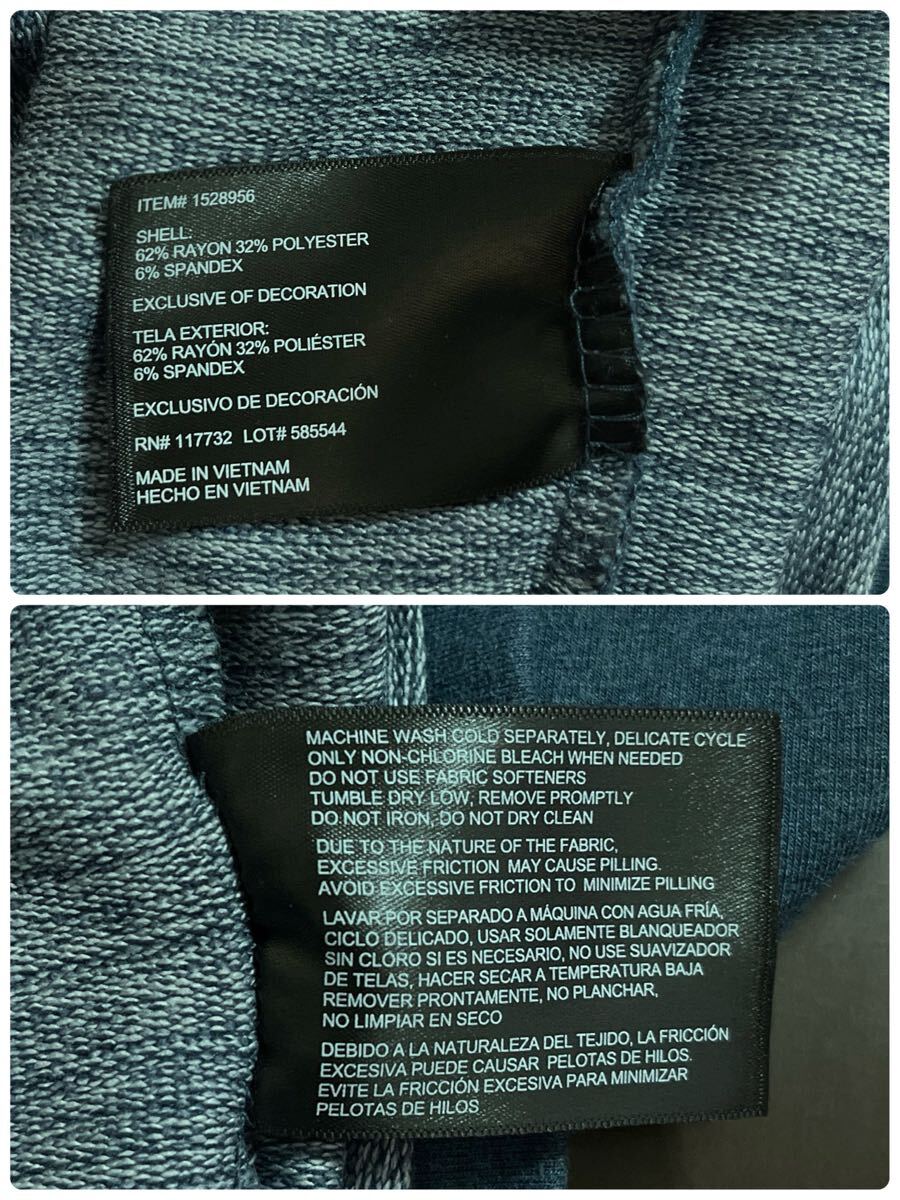 ITEM# 1528956
SHELL:
62% RAYON 32% POLYESTER
6% SPANDEX
EXCLUSIVE OF DECORATION
TELA EXTERIOR:
62% RAYÓN 32% POLIÉSTER
6% SPANDEX
EXCLUSIVO DE DECORACIÓN
RN# 117732 LOT# 585544
MADE IN VIETNAM
HECHO EN VIETNAM
MACHINE WASH COLD SEPARATELY, DELICATE CYCLE
ONLY NON-CHLORINE BLEACH WHEN NEEDED
DO NOT USE FABRIC SOFTENERS
TUMBLE DRY LOW, REMOVE PROMPTLY
DO NOT IRON, DO NOT DRY CLEAN
DUE TO THE NATURE OF THE FABRIC,
EXCESSIVE FRICTION MAY CAUSE PILLING.
AVOID EXCESSIVE FRICTION TO MINIMIZE PILLING
LAVAR POR SEPARADO A MÁQUINA CON AGUA FRÍA,
CICLO DELICADO, USAR SOLAMENTE BLANQUEADOR
SIN CLORO SI ES NECESARIO, NO USE SUAVIZADOR
DE TELAS, HACER SECAR A TEMPERATURA BAJA
REMOVER PRONTAMENTE, NO PLANCHAR,
NO LIMPIAR EN SECO
DEBIDO A LA NATURALEZA DEL TEJIDO, LA FRICCIÓN
EXCESIVA PUEDE CAUSAR PELOTAS DE HILOS.
EVITE LA FRICCIÓN EXCESIVA PARA MINIMIZAR
PELOTAS DE HILOS